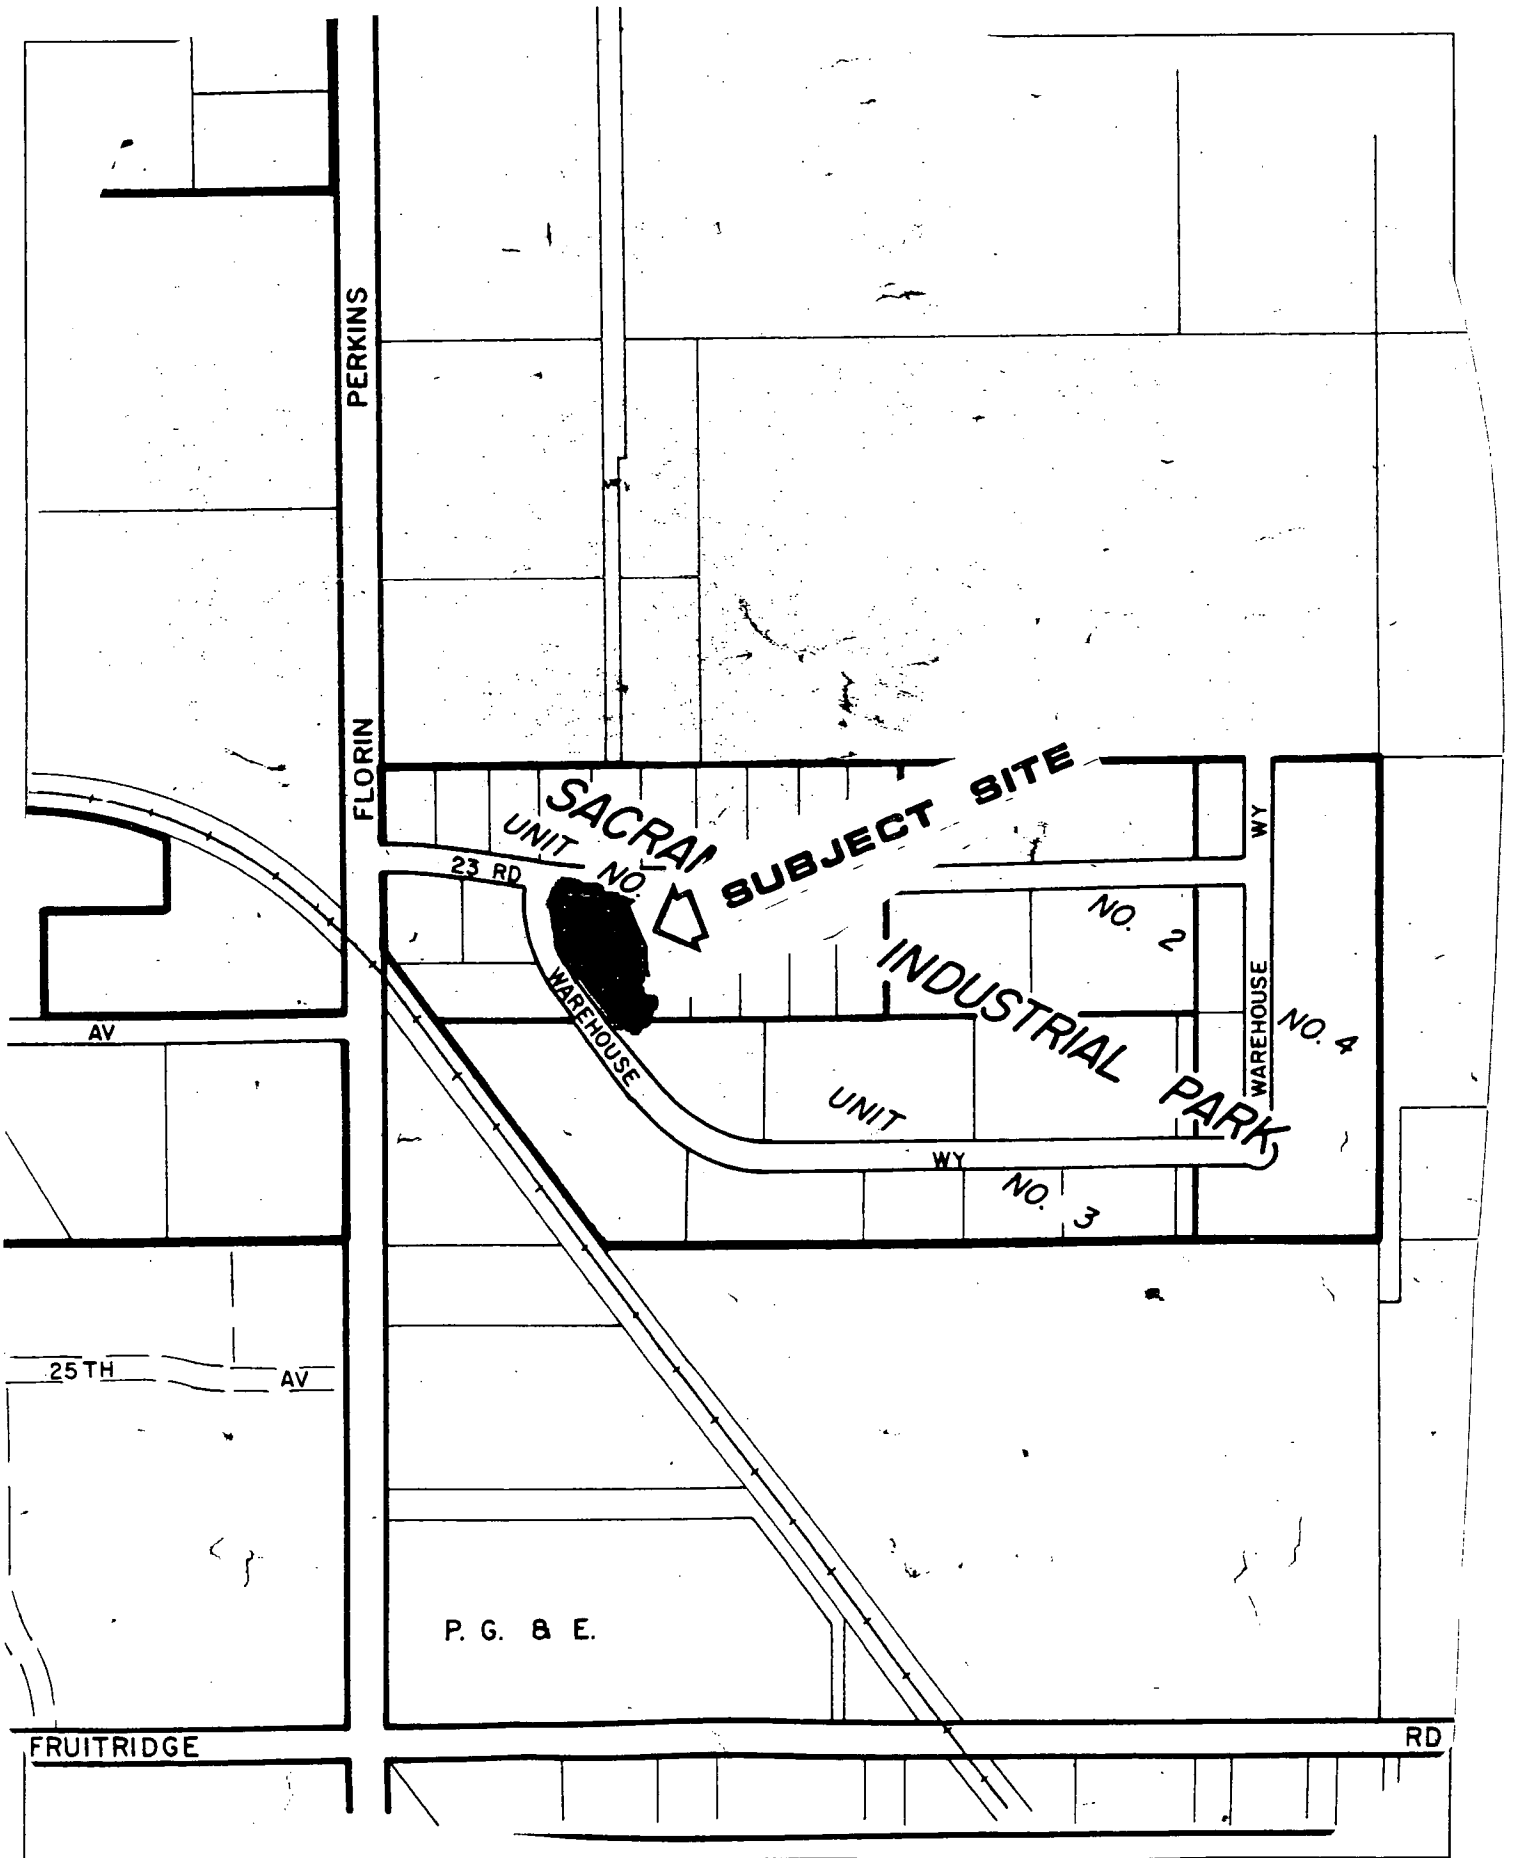 PERKINS
FLORIN
SUBJECT SITE
UNIT NO.
23 RD
WY
NO. 2
INDUSTRIAL PARK
WAREHOUSE
WAREHOUSE
NO. 4
AV
UNIT
WY
NO. 3
25TH AV
P. G. & E.
FRUITRIDGE RD